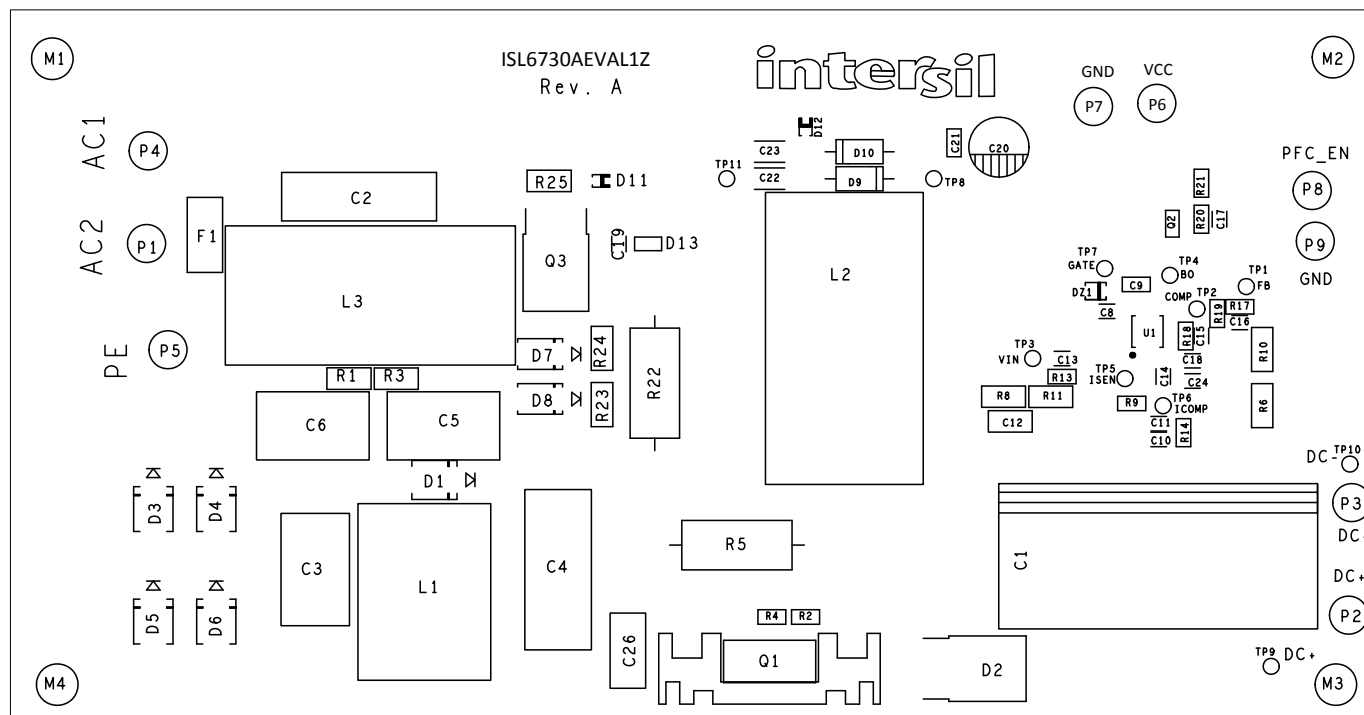 M1
ISL6730AEVAL1Z
Rev. A
intersil
M2
GND
VCC
P7
P6
AC1
P4
D12
C23
C22
D10
D9
C21
C20
TP11
TP8
PFC_EN
P8
P9
GND
R25
D11
C2
R21
Q2
R20
C17
AC2
P1
F1
L3
Q3
C19
D13
L2
TP7
GATE
TP4
BO
TP1
FB
DZ1
C9
C8
COMP
TP2
R19
R17
C16
U1
R18
C15
R10
PE
P5
D7
R24
R22
TP3
VIN
C13
R13
TP5
ISEN
C14
C18
C24
R1
R3
D8
R23
R8
R11
C12
R9
TP6
ICOMP
C11
C10
R14
R6
C6
C5
D1
TP10
DC-
P3
DC-
D3
D4
C3
L1
C4
R5
C1
DC+
P2
D5
D6
C26
R4
R2
Q1
D2
TP9
DC+
M4
M3